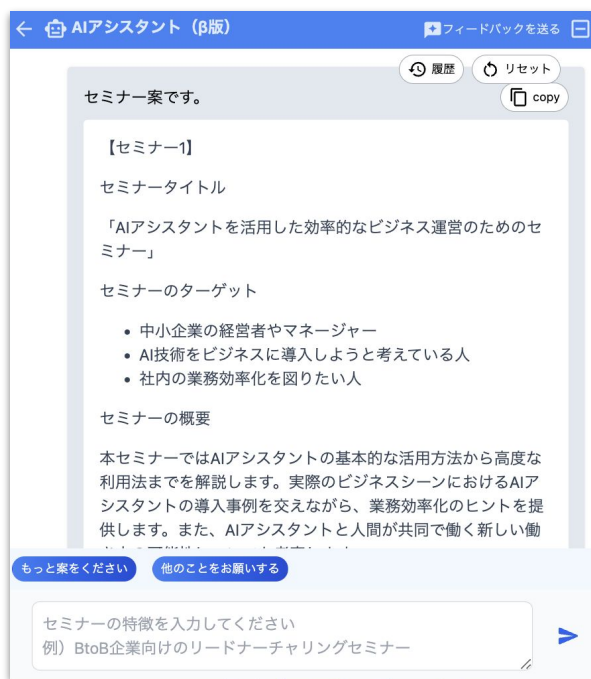 AIアシスタント（β版）
フィードバックを送る
履歴
リセット
セミナー案です。
copy
【セミナー1】
セミナータイトル
「AIアシスタントを活用した効率的なビジネス運営のためのセ
ミナー」
セミナーのターゲット
• 中小企業の経営者やマネージャー
• AI技術をビジネスに導入しようと考えている人
• 社内の業務効率化を図りたい人
セミナーの概要
本セミナーではAIアシスタントの基本的な活用方法から高度な
利用法までを解説します。実際のビジネスシーンにおけるAIア
シスタントの導入事例を交えながら、業務効率化のヒントを提
供します。また、AIアシスタントと人間が共同で働く新しい働
もっと案をください
他のことをお願いする
セミナーの特徴を入力してください
例）BtoB企業向けのリードナーチャリングセミナー